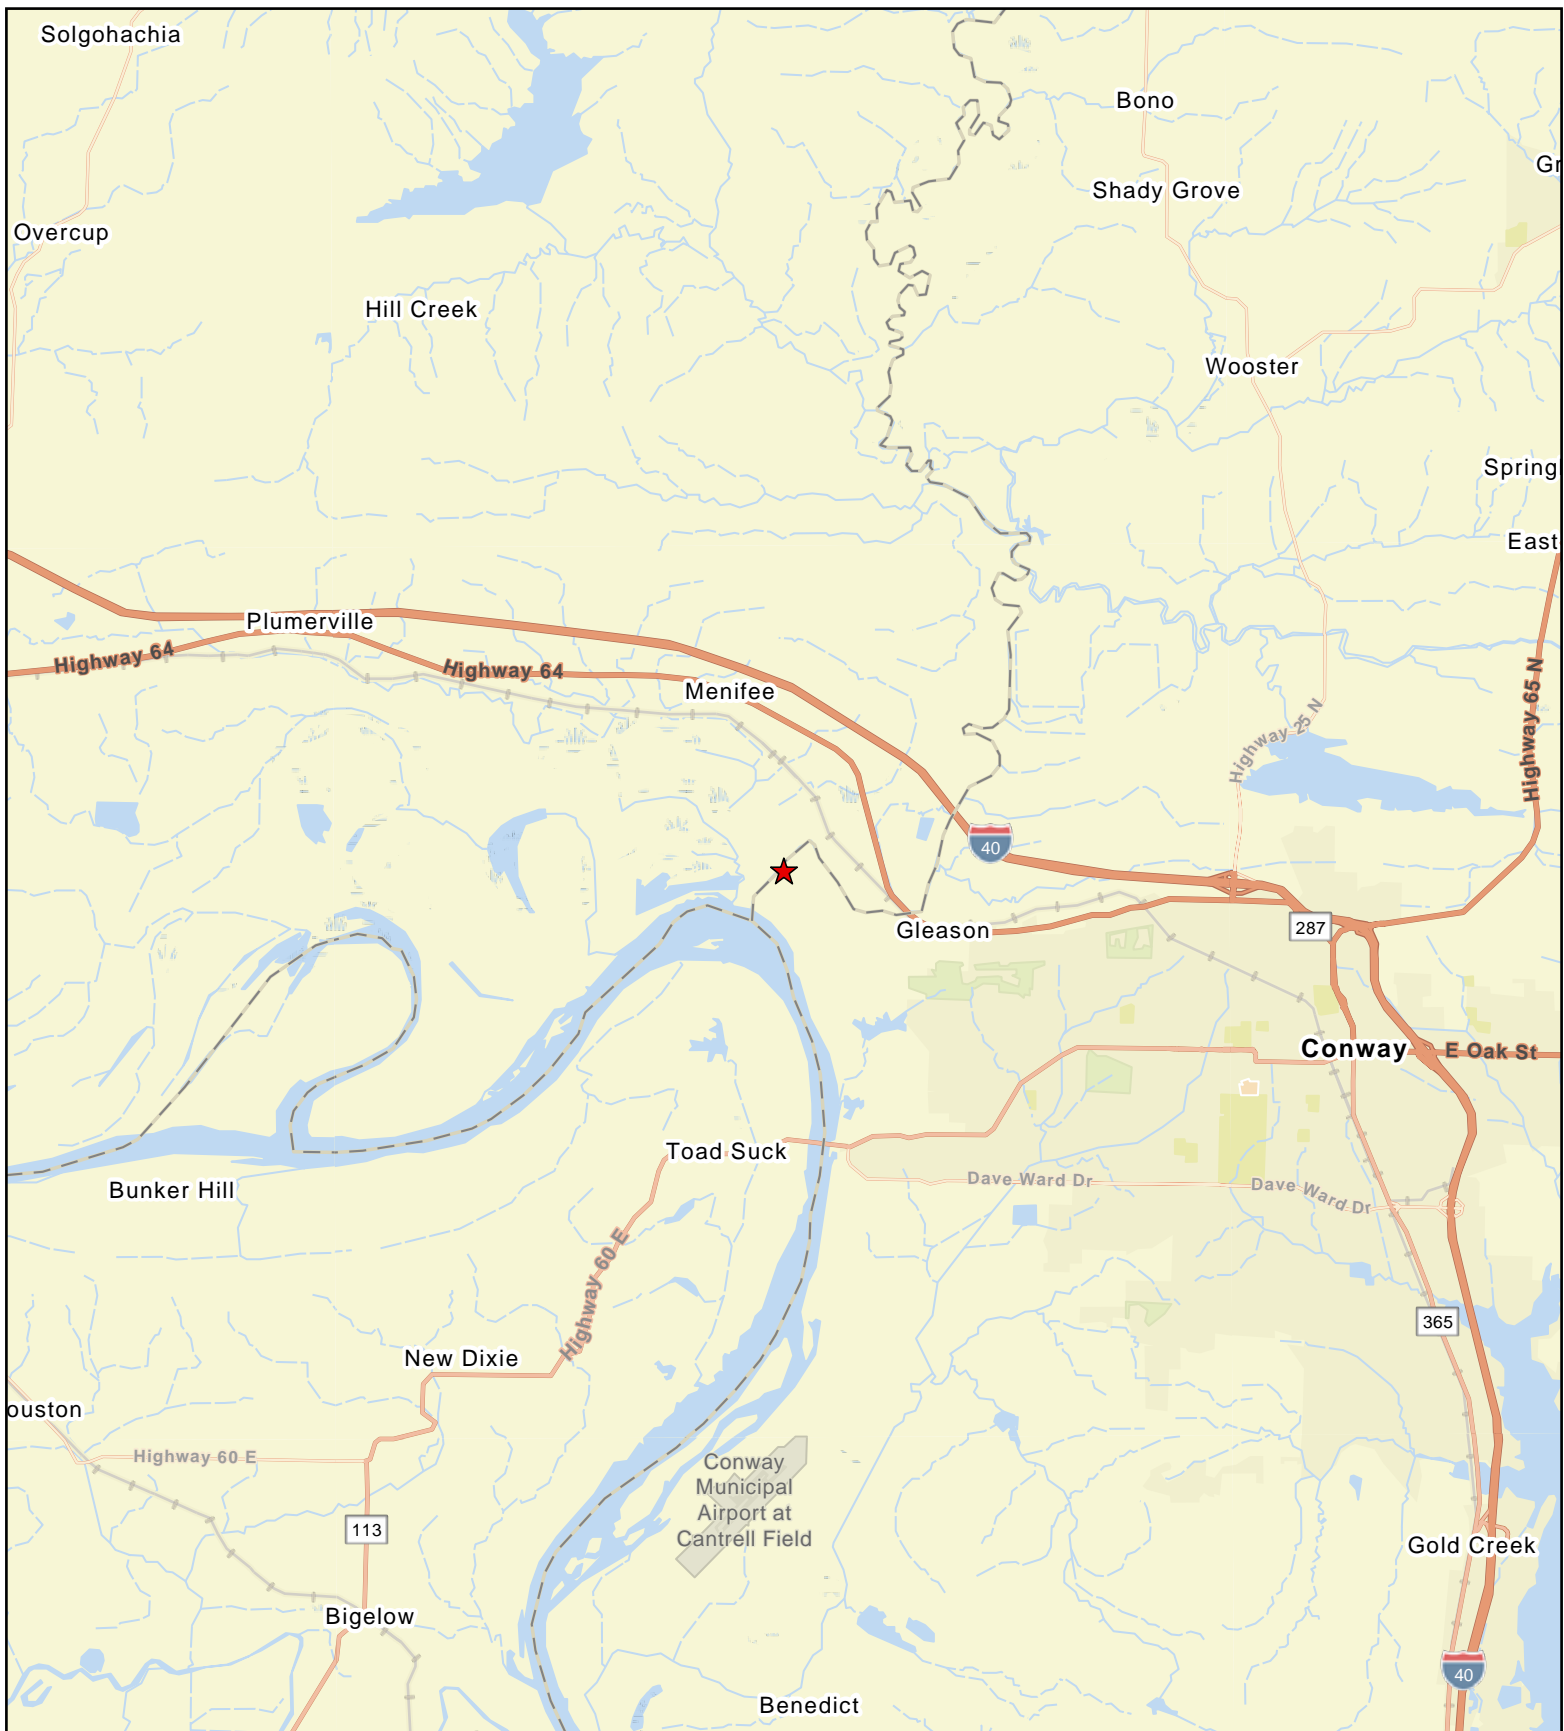 Solgohachia
Bono
Gr
Shady Grove
Overcup
Hill Creek
Wooster
Spring
East
Plumerville
Highway 64
Highway 64
Menifee
Highway 65 N
Highway 25 N
40
287
Gleason
Conway
E Oak St
Toad Suck
Dave Ward Dr
Dave Ward Dr
Bunker Hill
Highway 60 E
365
New Dixie
ouston
Highway 60 E
Conway
Municipal
Airport at
Cantrell Field
113
Gold Creek
Bigelow
40
Benedict